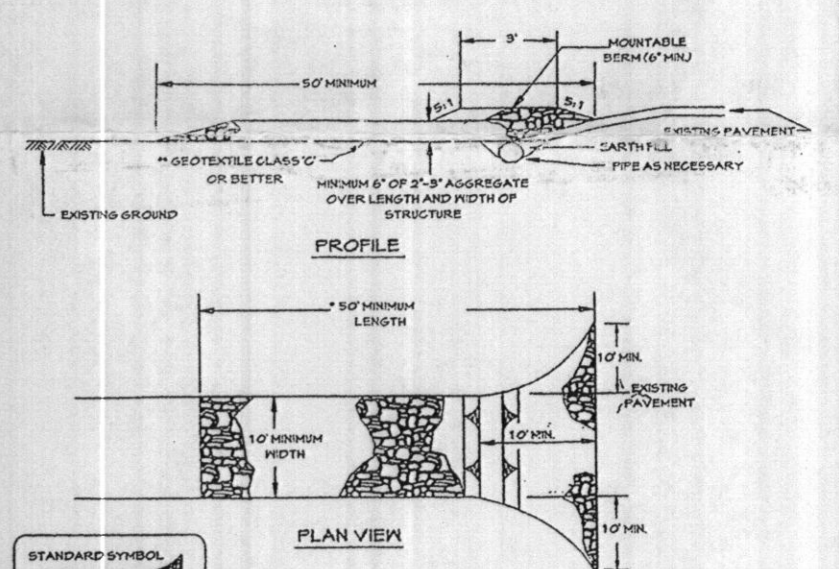 3'
MOUNTABLE
BERM (6" MIN.)
50' MINIMUM
5:1
5:1
EXISTING PAVEMENT
EARTH FILL
PIPE AS NECESSARY
** GEOTEXTILE CLASS 'C'
OR BETTER
MINIMUM 6" OF 2"-3" AGGREGATE
OVER LENGTH AND WIDTH OF
STRUCTURE
EXISTING GROUND
PROFILE
* 50' MINIMUM
LENGTH
10' MIN.
EXISTING
PAVEMENT
10' MINIMUM
WIDTH
10' MIN.
10' MIN.
PLAN VIEW
STANDARD SYMBOL